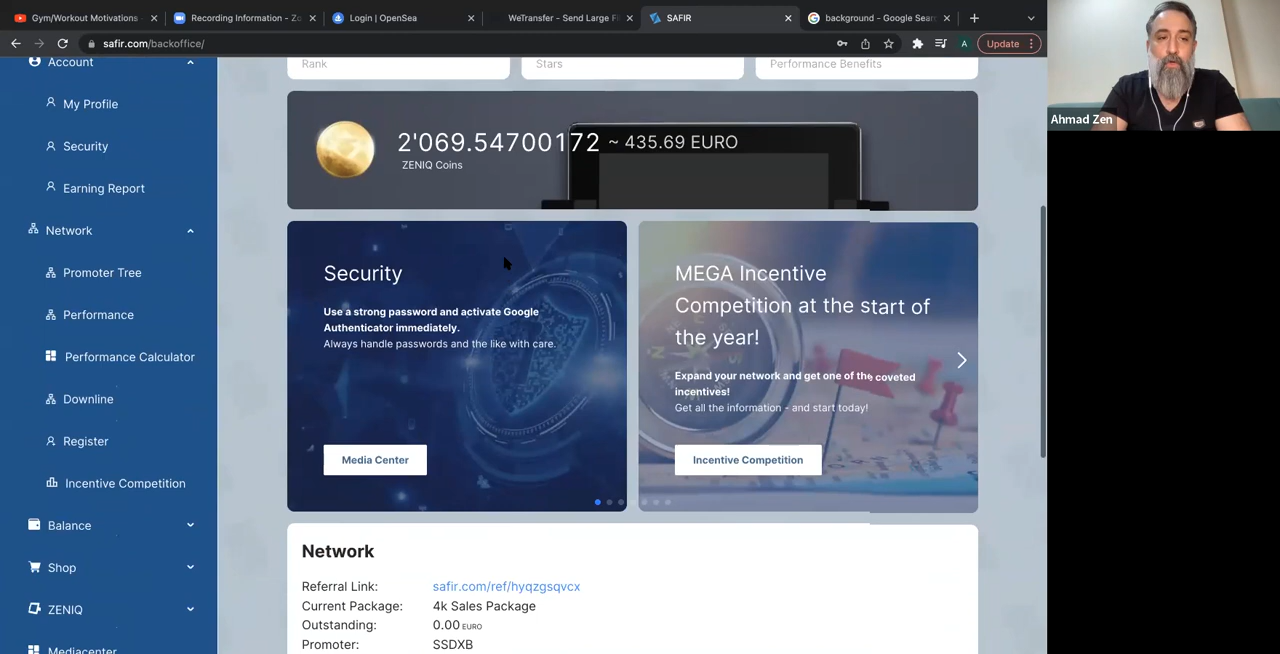 Gym/Workout Motivations -
Recording Information - Zo
Login | OpenSea
WeTransfer - Send Large Fi
SAFIR
background - Google Sear
safir.com/backoffice/
A
Update
Ahmad Zen
Account
My Profile
Security
Earning Report
Network
Promoter Tree
Performance
Performance Calculator
Downline
Register
Incentive Competition
Balance
Shop
ZENIQ
Mediacenter
Rank
Stars
Performance Benefits
2'069.54700172 ~ 435.69 EURO
ZENIQ Coins
Security
Use a strong password and activate Google
Authenticator immediately.
Always handle passwords and the like with care.
Media Center
MEGA Incentive
Competition at the start of
the year!
Expand your network and get one of the coveted
incentives!
Get all the information - and start today!
Incentive Competition
Network
Referral Link: safir.com/ref/hyqzgsqvcx
Current Package: 4k Sales Package
Outstanding: 0.00 EURO
Promoter: SSDXB